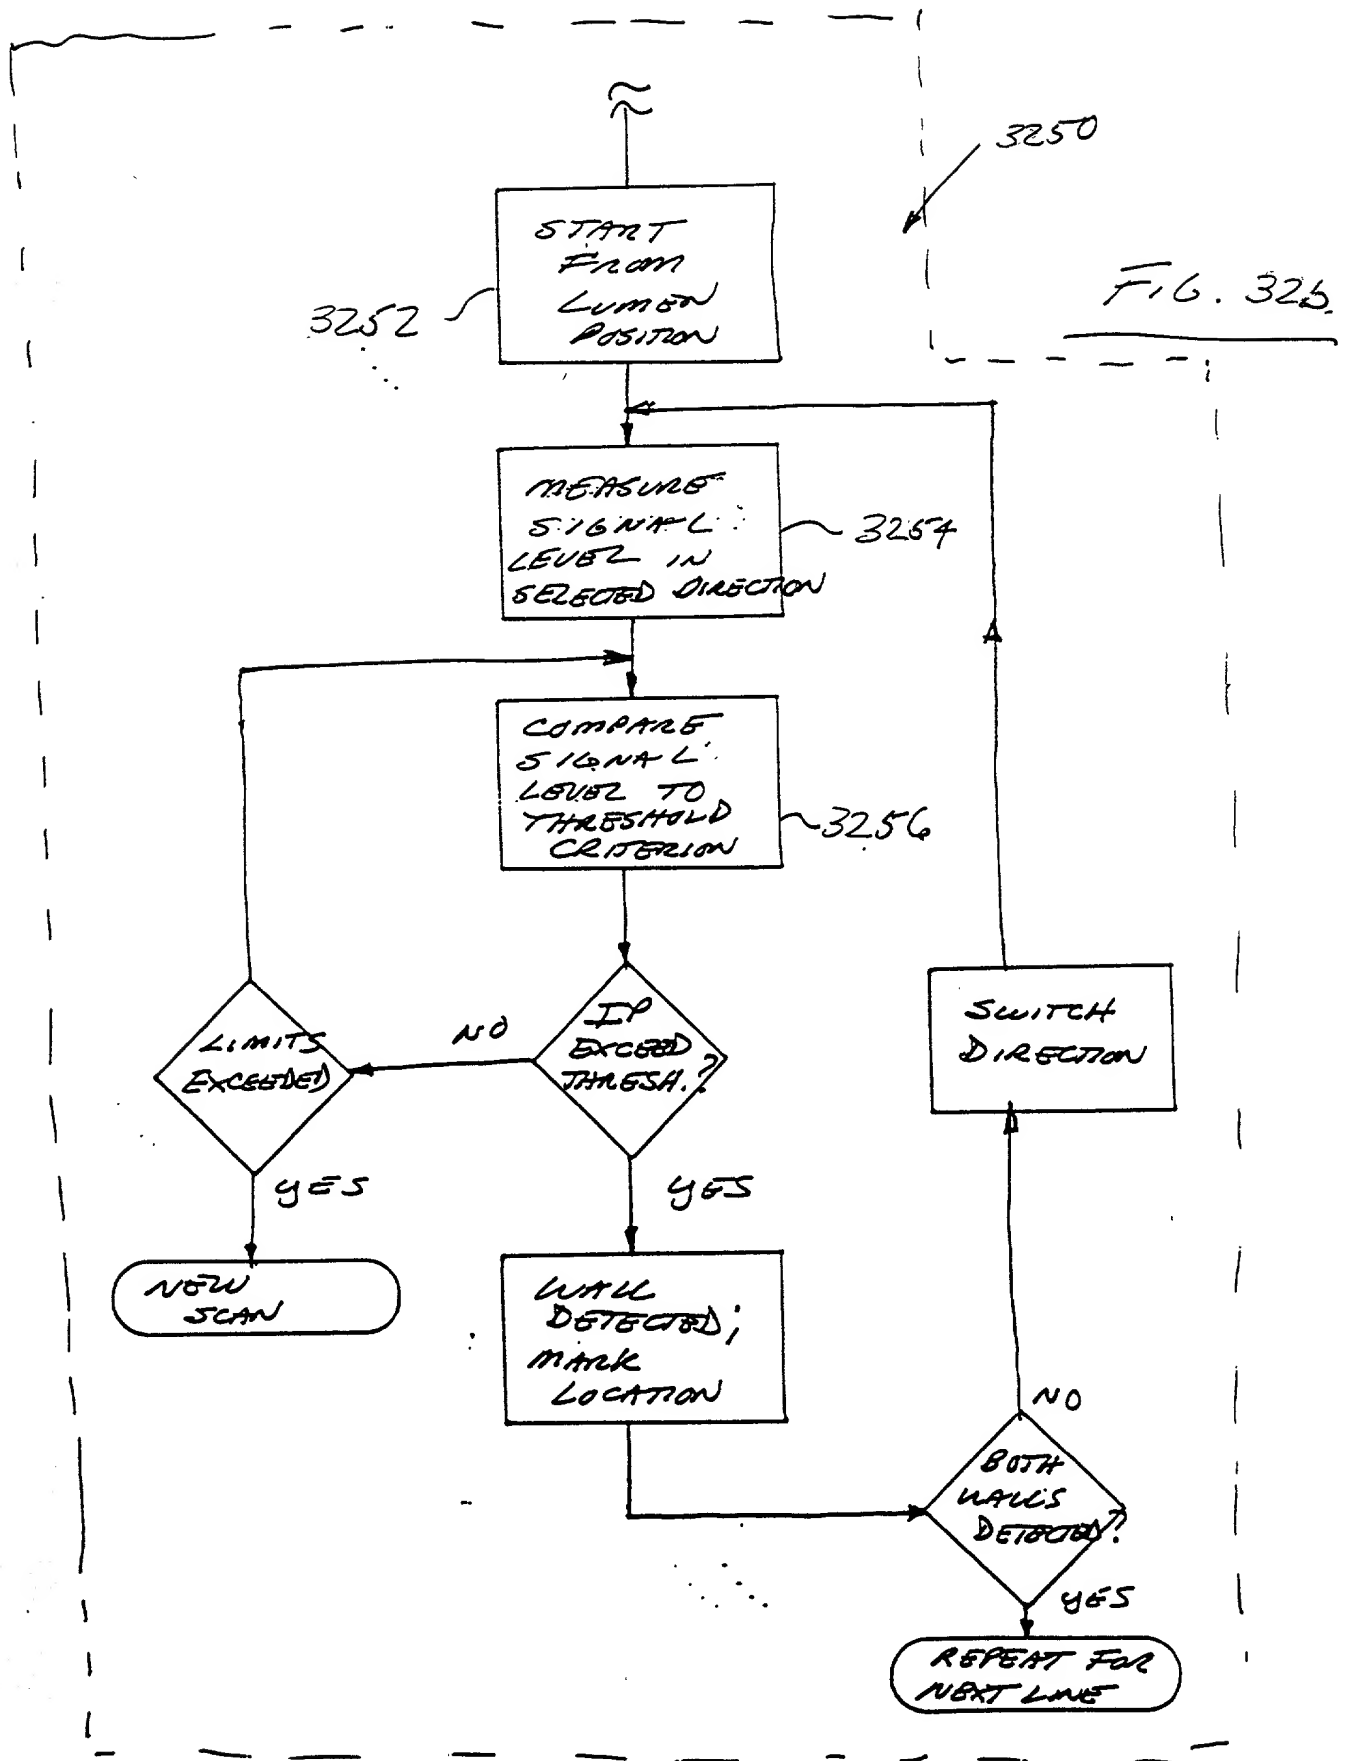 3250
FIG. 32b.
START
FROM
LUMEN
POSITION
3252
MEASURE
SIGNAL
LEVEL IN
SELECTED DIRECTION
3254
COMPARE
SIGNAL
LEVEL TO
THRESHOLD
CRITERION
3256
IF
EXCEED
THRESH.?
NO
LIMITS
EXCEEDED
SWITCH
DIRECTION
YES
YES
NEW
SCAN
WALL
DETECTED;
MARK
LOCATION
NO
BOTH
WALLS
DETECTED?
YES
REPEAT FOR
NEXT LINE